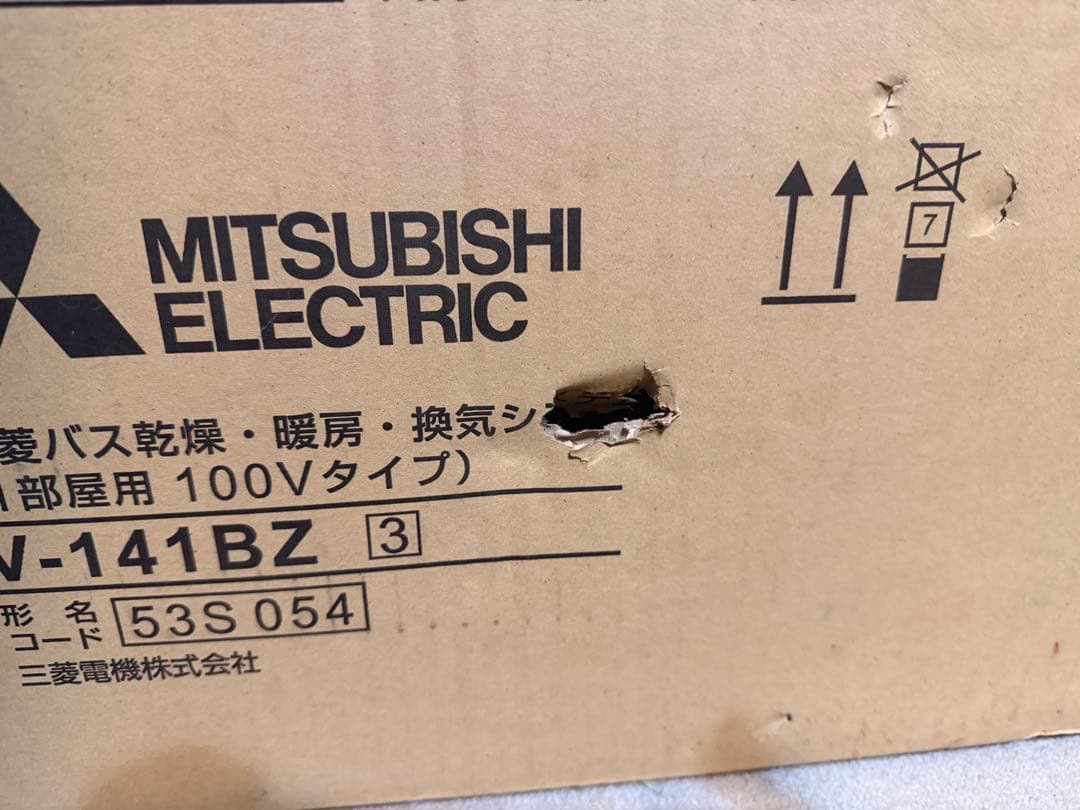 MITSUBISHI
ELECTRIC
7
菱バス乾燥・暖房・換気シ
部屋用 100Vタイプ)
V-141BZ 3
形名
コード 53S 054
三菱電機株式会社